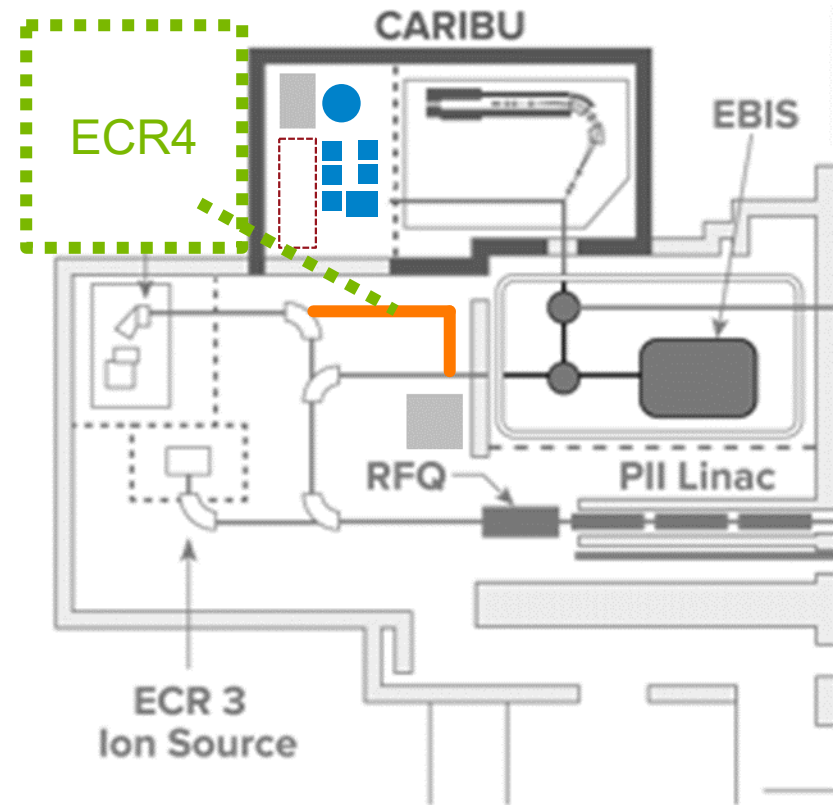 CARIBU
ECR4
EBIS
RFQ
PII Linac
ECR 3
Ion Source